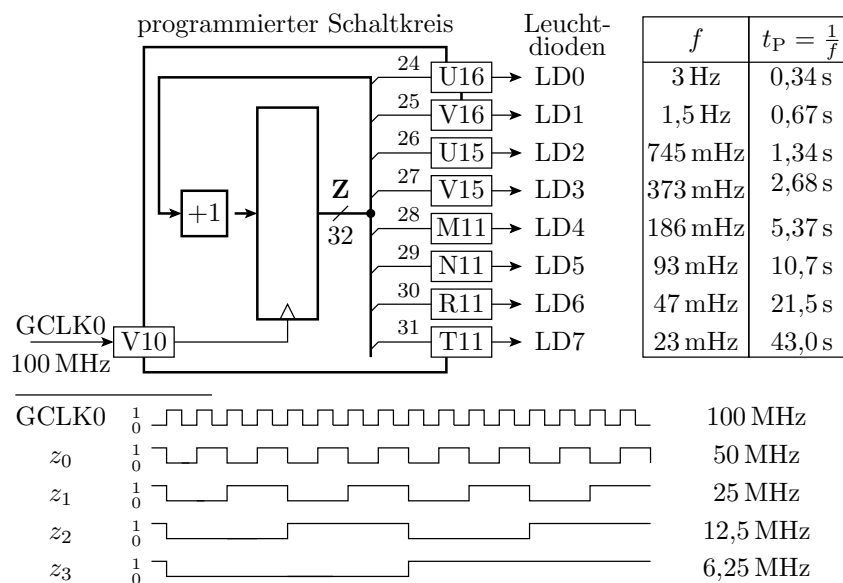 programmierter Schaltkreis
Leucht-
dioden
f
t_P = 1/f
24 U16 LD0 3 Hz 0,34 s
25 V16 LD1 1,5 Hz 0,67 s
26 U15 LD2 745 mHz 1,34 s
27 V15 LD3 373 mHz 2,68 s
28 M11 LD4 186 mHz 5,37 s
29 N11 LD5 93 mHz 10,7 s
30 R11 LD6 47 mHz 21,5 s
31 T11 LD7 23 mHz 43,0 s
+1
Z
32
GCLK0
100 MHz
V10
GCLK0 1 0 100 MHz
z0 1 0 50 MHz
z1 1 0 25 MHz
z2 1 0 12,5 MHz
z3 1 0 6,25 MHz